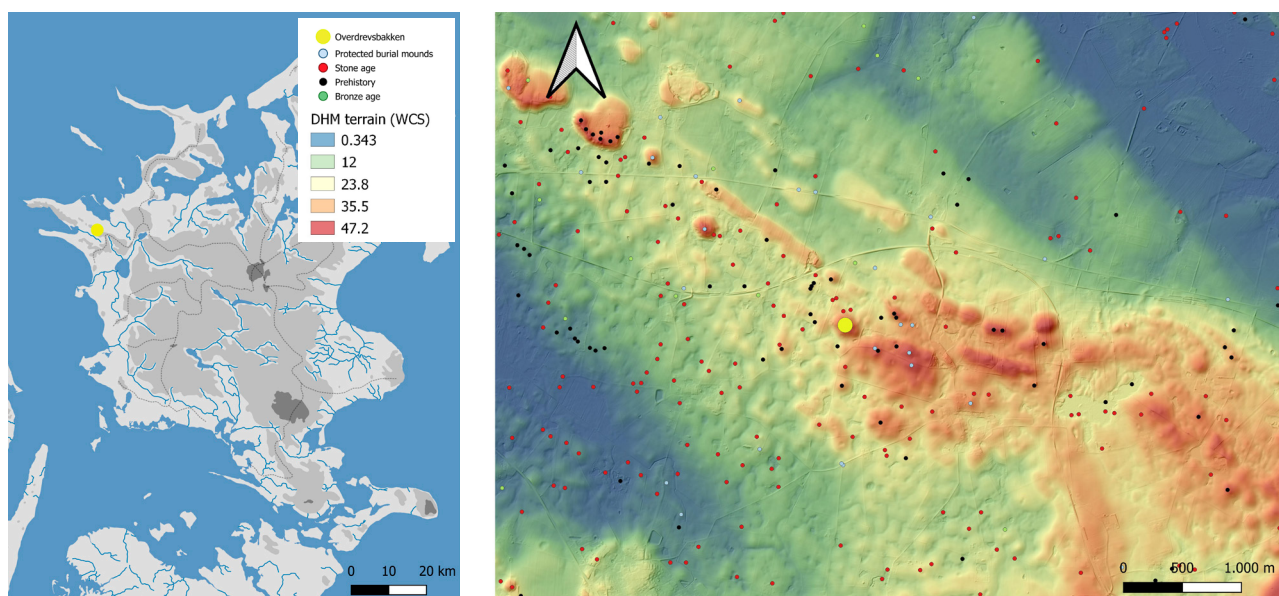 Overdrevsbakken
Protected burial mounds
Stone age
Prehistory
Bronze age
DHM terrain (WCS)
0.343
12
23.8
35.5
47.2
0 10 20 km
0 500 1.000 m